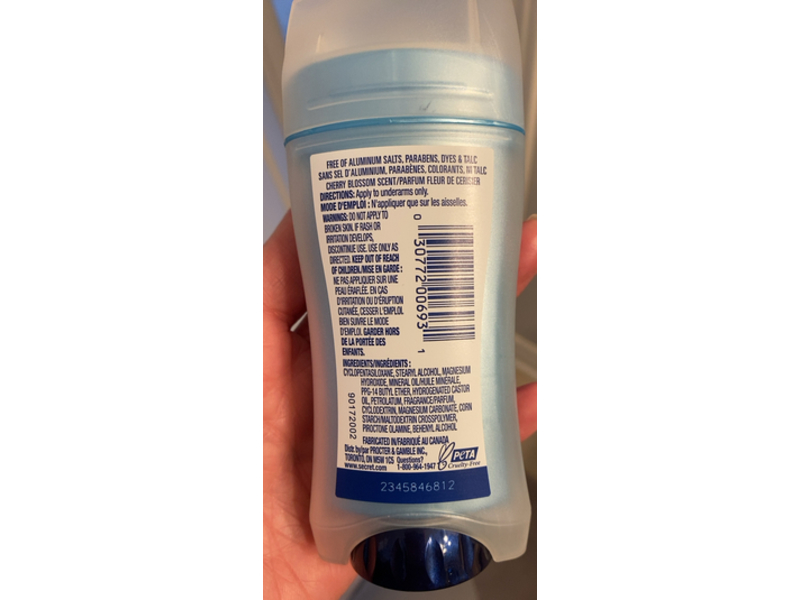 FREE OF ALUMINUM SALTS, PARABENS, DYES & TALC
SANS SEL D'ALUMINIUM, PARABÈNES, COLORANTS, NI TALC
CHERRY BLOSSOM SCENT/PARFUM FLEUR DE CERISIER
DIRECTIONS: Apply to underarms only.
MODE D'EMPLOI : N'appliquer que sur les aisselles.
WARNINGS: DO NOT APPLY TO
BROKEN SKIN. IF RASH OR
IRRITATION DEVELOPS,
DISCONTINUE USE. USE ONLY AS
DIRECTED. KEEP OUT OF REACH
OF CHILDREN./MISE EN GARDE :
NE PAS APPLIQUER SUR UNE
PEAU ÉRAFLÉE. EN CAS
D'IRRITATION OU D'ÉRUPTION
CUTANÉE, CESSER L'EMPLOI.
BIEN SUIVRE LE MODE
D'EMPLOI. GARDER HORS
DE LA PORTÉE DES
ENFANTS.
0 30772 00693 1
INGREDIENTS/INGRÉDIENTS :
CYCLOPENTASILOXANE, STEARYL ALCOHOL, MAGNESIUM
HYDROXIDE, MINERAL OIL/HUILE MINÉRALE,
PPG-14 BUTYL ETHER, HYDROGENATED CASTOR
OIL, PETROLATUM, FRAGRANCE/PARFUM,
CYCLODEXTRIN, MAGNESIUM CARBONATE, CORN
STARCH/MALTODEXTRIN CROSSPOLYMER,
PIROCTONE OLAMINE, BEHENYL ALCOHOL
90172002
FABRICATED IN/FABRIQUÉ AU CANADA
Distr. by/par PROCTER & GAMBLE INC.,
TORONTO, ON M5W 1C5 Questions?
www.secret.com 1-800-964-1947
PETA
Cruelty-Free
2345846812